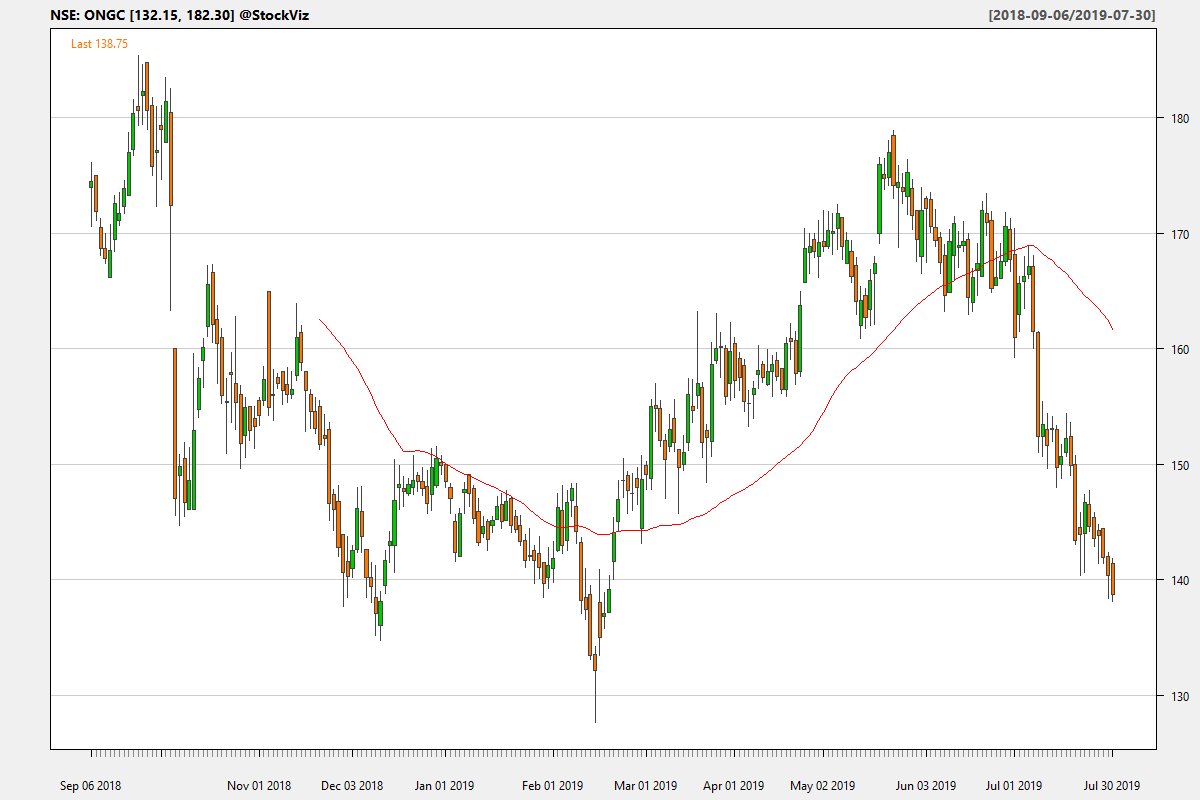 NSE: ONGC [132.15, 182.30] @StockViz [2018-09-06/2019-07-30]
Last 138.75
180
170
160
150
140
130
Sep 06 2018 Nov 01 2018 Dec 03 2018 Jan 01 2019 Feb 01 2019 Mar 01 2019 Apr 01 2019 May 02 2019 Jun 03 2019 Jul 01 2019 Jul 30 2019